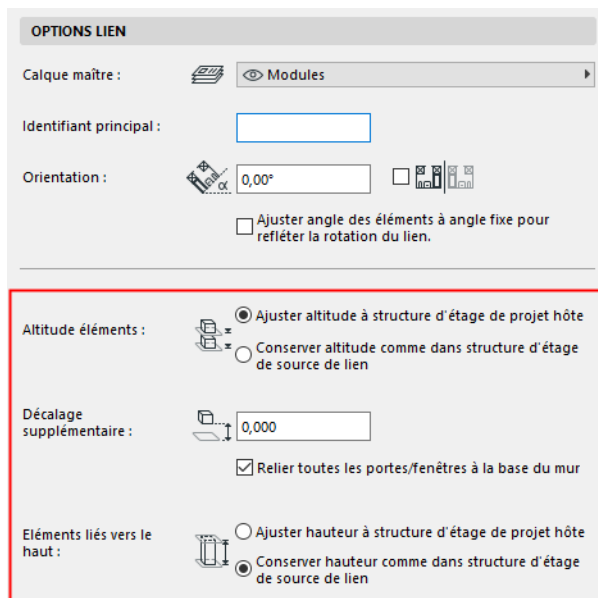 OPTIONS LIEN
Calque maître :
Modules
Identifiant principal :
Orientation :
α
0,00°
Ajuster angle des éléments à angle fixe pour
refléter la rotation du lien.
Altitude éléments :
Ajuster altitude à structure d'étage de projet hôte
Conserver altitude comme dans structure d'étage
de source de lien
Décalage
supplémentaire :
0,000
Relier toutes les portes/fenêtres à la base du mur
Eléments liés vers le
haut :
Ajuster hauteur à structure d'étage de projet hôte
Conserver hauteur comme dans structure d'étage
de source de lien